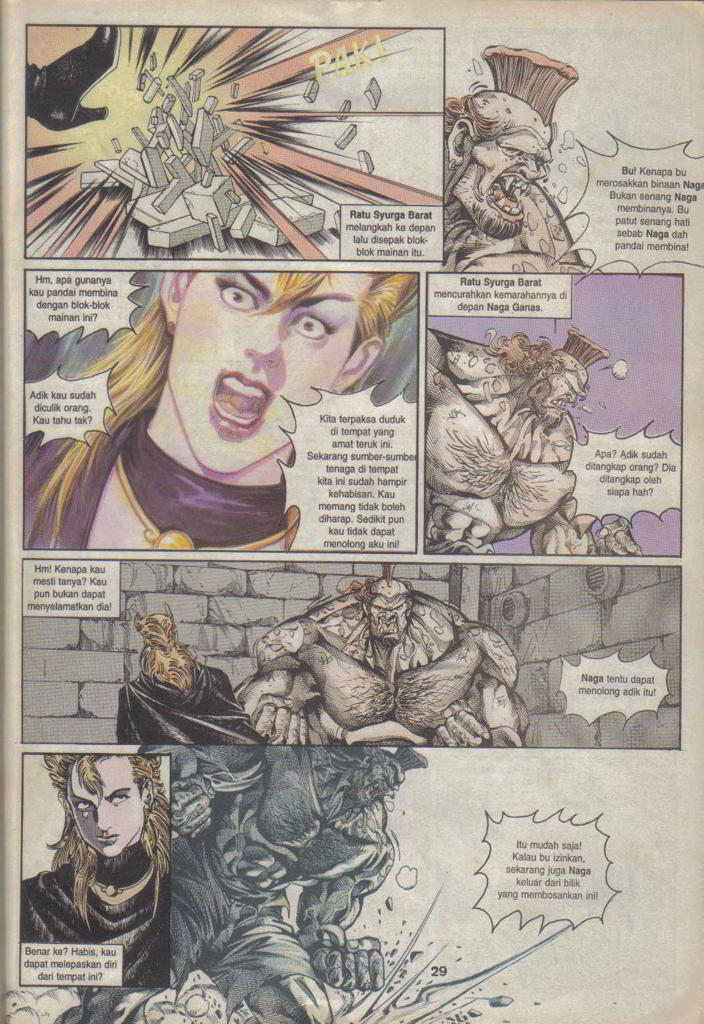 PAK!
Ratu Syurga Barat
melangkah ke depan
lalu disepak blok-
blok mainan itu.
Bu! Kenapa bu
merosakkan binaan Naga
Bukan senang Naga
membinanya. Bu
patut senang hati
sebab Naga dah
pandai membina!
Hm, apa gunanya
kau pandai membina
dengan blok-blok
mainan ini?
Adik kau sudah
diculik orang.
Kau tahu tak?
Kita terpaksa duduk
di tempat yang
amat teruk ini.
Sekarang sumber-sumber
tenaga di tempat
kita ini sudah hampir
kehabisan. Kau
memang tidak boleh
diharap. Sedikit pun
kau tidak dapat
menolong aku ini!
Ratu Syurga Barat
mencurahkan kemarahannya di
depan Naga Ganas.
Apa? Adik sudah
ditangkap orang? Dia
ditangkap oleh
siapa hah?
Hm! Kenapa kau
mesti tanya? Kau
pun bukan dapat
menyelamatkan dia!
Naga tentu dapat
menolong adik itu!
Benar ke? Habis, kau
dapat melepaskan diri
dari tempat ini?
Itu mudah saja!
Kalau bu izinkan,
sekarang juga Naga
keluar dari bilik
yang membosankan ini!
29